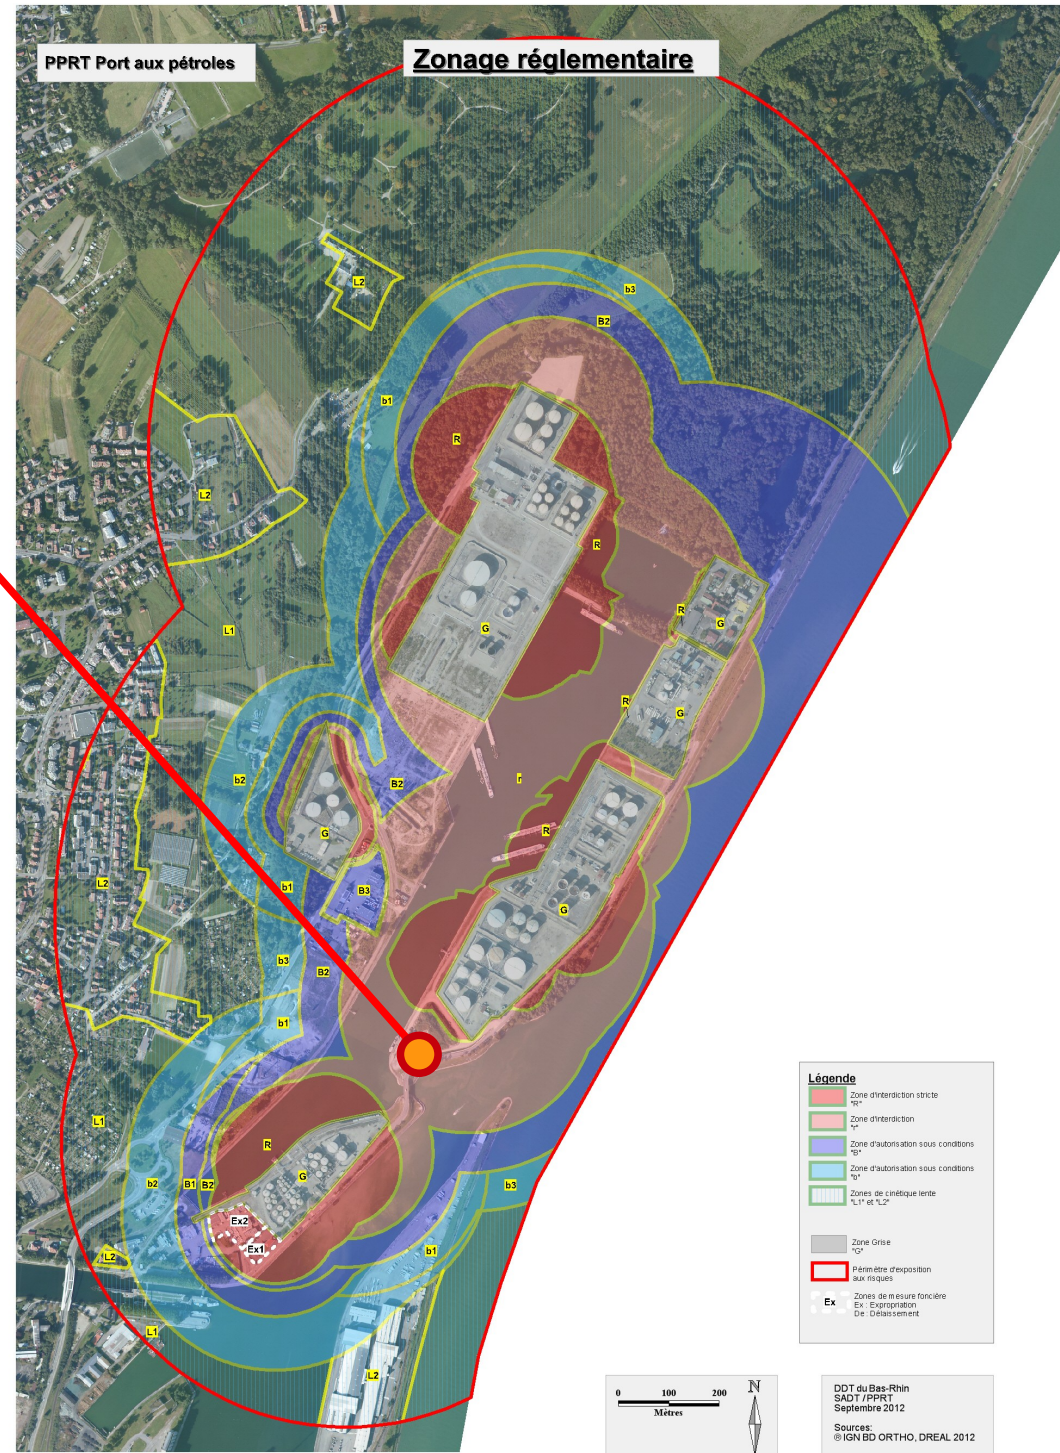 PPRT Port aux pétroles
Zonage réglementaire
L2
b3
B2
b1
R
L2
R
R
G
L1
G
R
G
b2
B2
r
R
G
L2
b1
B3
G
b3
B2
b1
L1
R
b2
B1
B2
G
b3
Ex2
Ex1
b1
L2
L1
L2
Légende
Zone d'interdiction stricte
"R"
Zone d'interdiction
"r"
Zone d'autorisation sous conditions
"B"
Zone d'autorisation sous conditions
"b"
Zones de cinétique lente
"L1" et "L2"
Zone Grise
"G"
Périmètre d'exposition
aux risques
Ex
Zones de mesure foncière
Ex : Expropriation
De : Délaissement
0 100 200
Mètres
N
DDT du Bas-Rhin
SADT / PPRT
Septembre 2012
Sources:
® IGN BD ORTHO, DREAL 2012